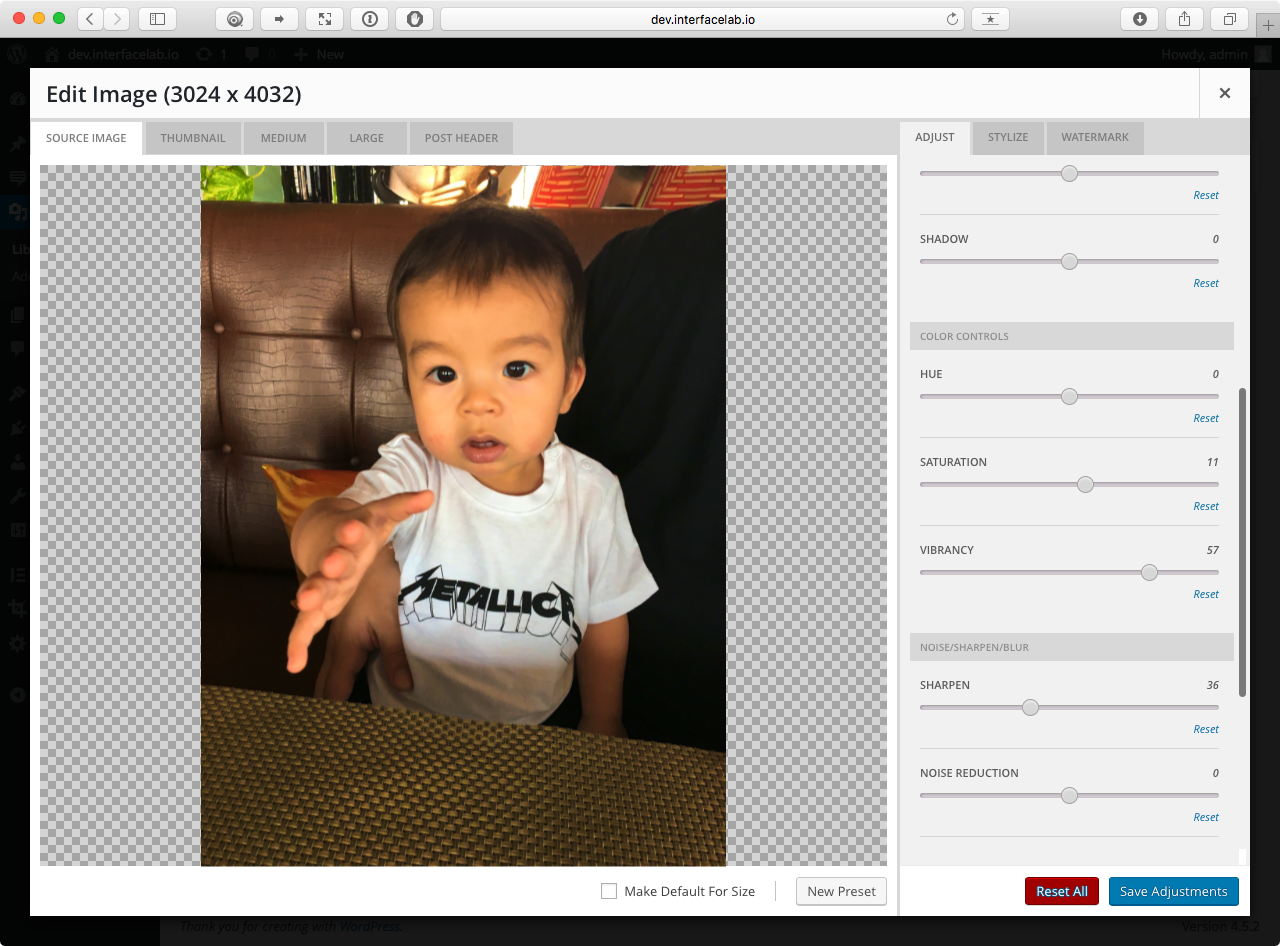 dev.interfacelab.io
dev.interfacelab.io 1 0 New Howdy, admin
Edit Image (3024 x 4032)
SOURCE IMAGE THUMBNAIL MEDIUM LARGE POST HEADER
ADJUST STYLIZE WATERMARK
Reset
SHADOW 0
Reset
COLOR CONTROLS
HUE 0
Reset
SATURATION 11
Reset
VIBRANCY 57
Reset
NOISE/SHARPEN/BLUR
SHARPEN 36
Reset
NOISE REDUCTION 0
Reset
METALLICA
Make Default For Size New Preset
Reset All Save Adjustments
Thank you for creating with WordPress. Version 4.5.2